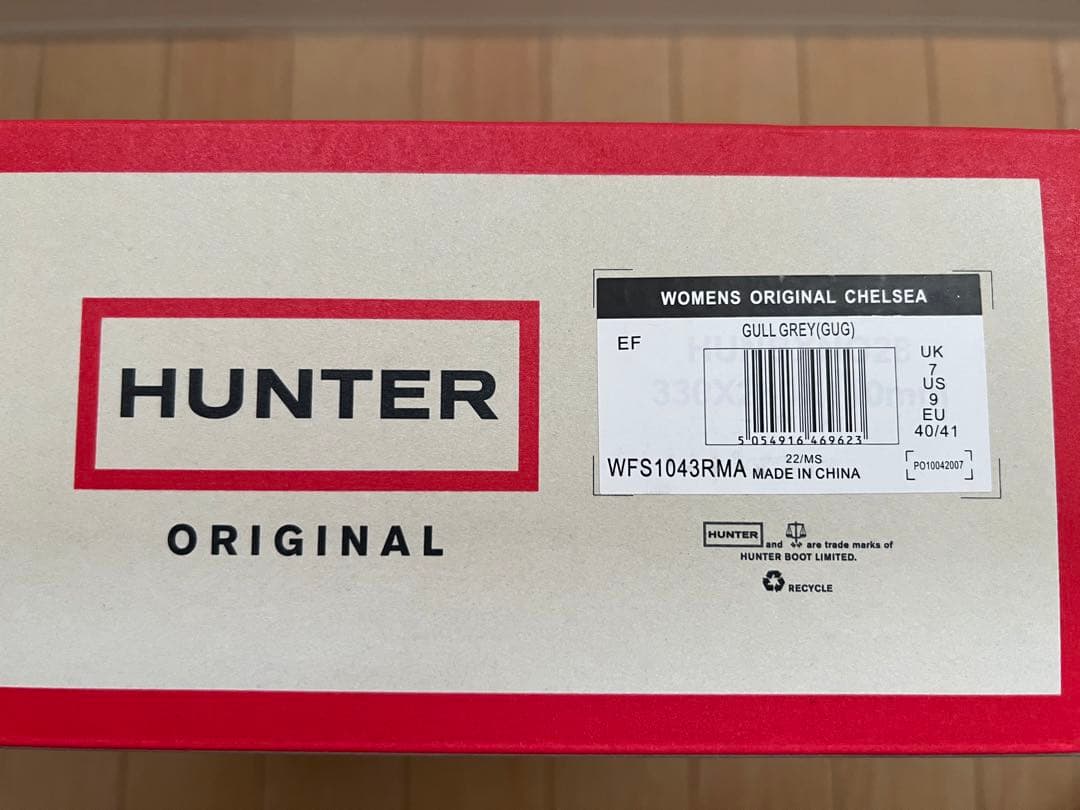 HUNTER
ORIGINAL
WOMENS ORIGINAL CHELSEA
GULL GREY(GUG)
EF
UK
7
US
9
EU
40/41
5 054916 469623
WFS1043RMA
22/MS
MADE IN CHINA
PO10042007
HUNTER and are trade marks of
HUNTER BOOT LIMITED.
RECYCLE